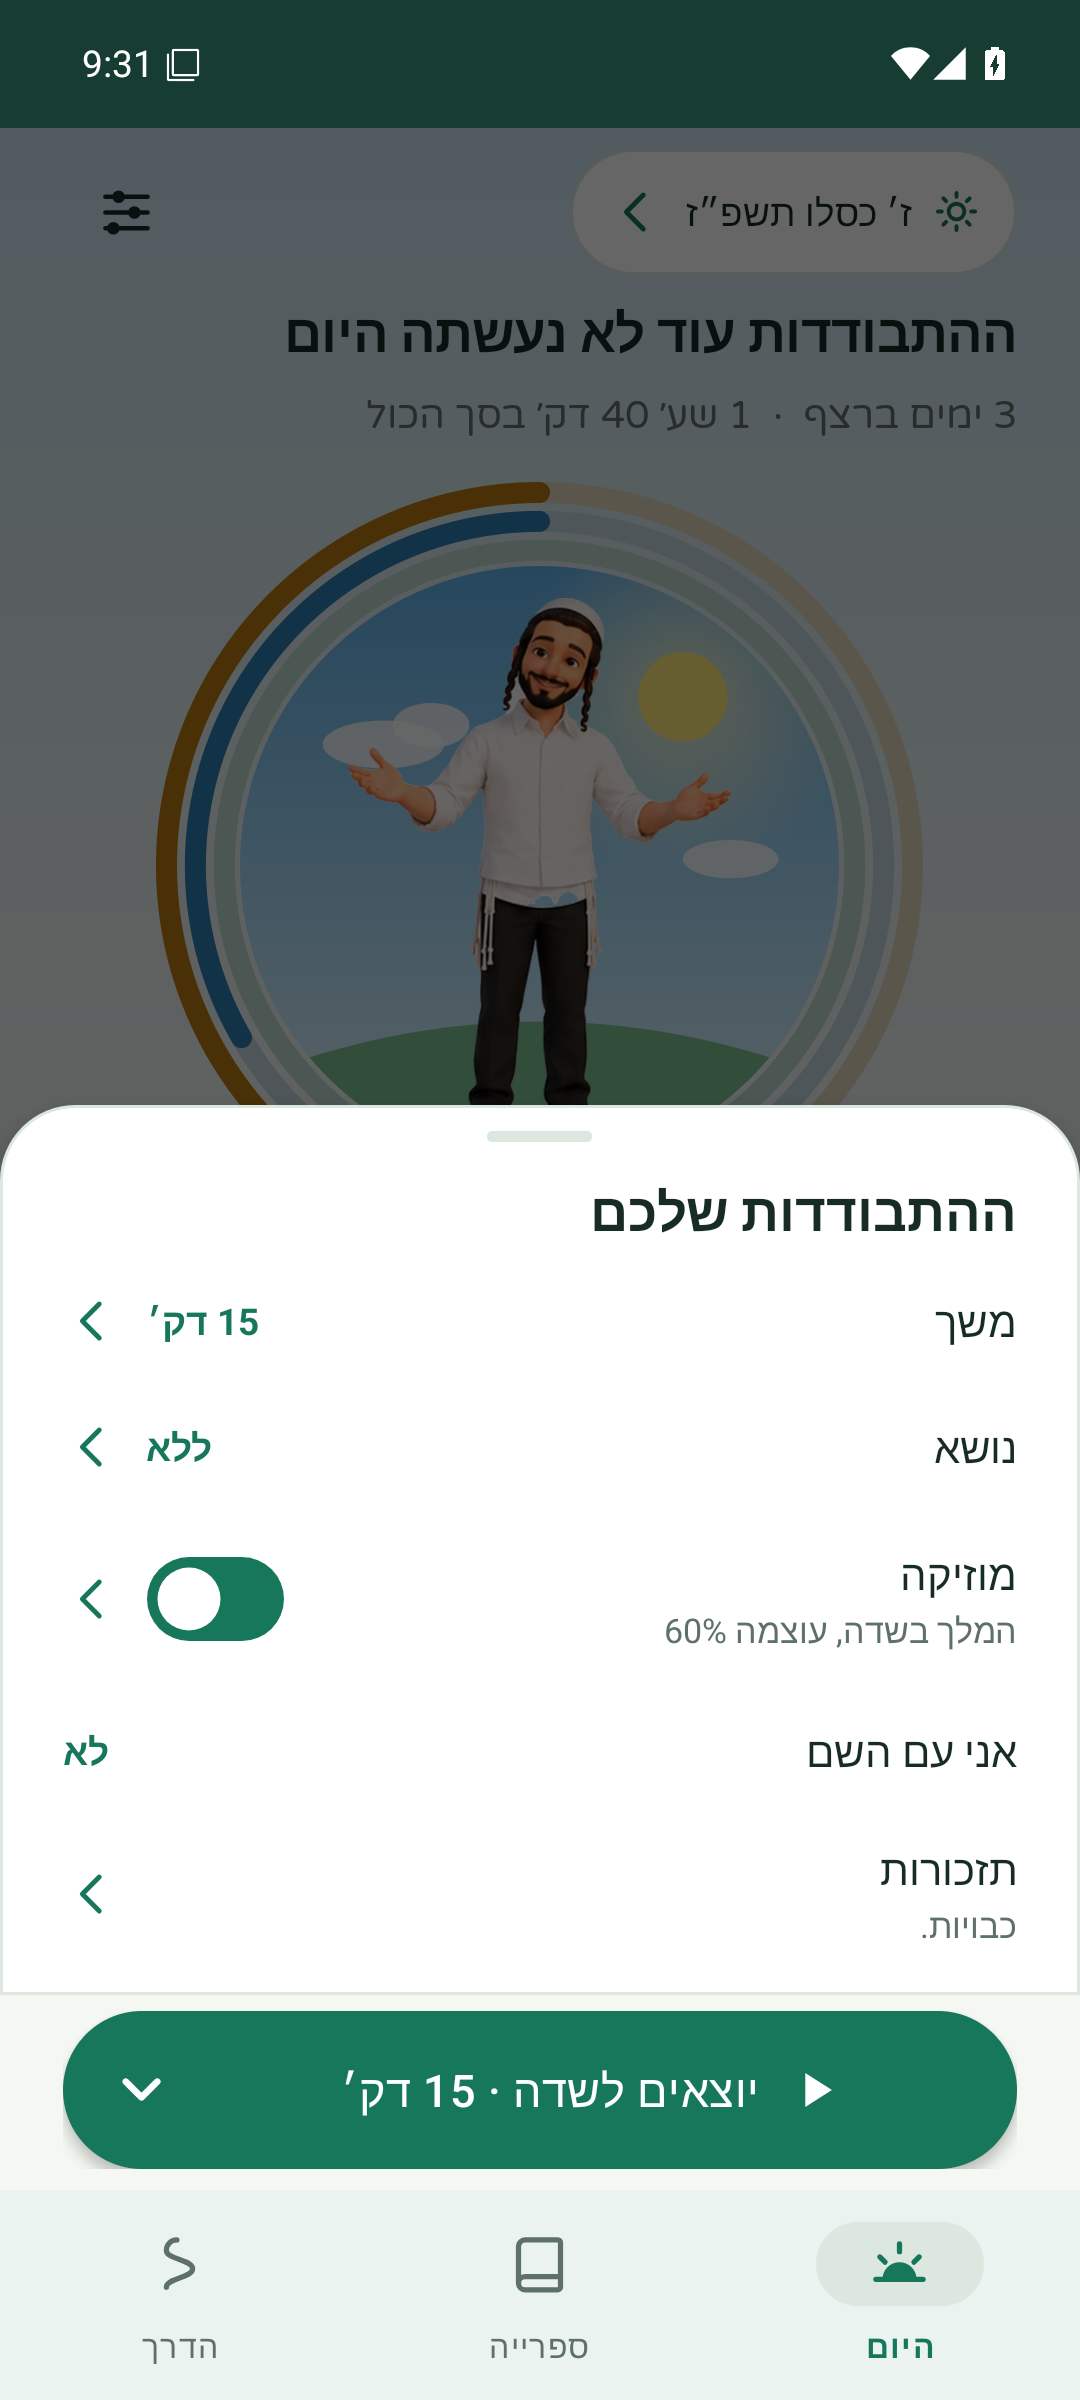 9:31
ז׳ כסלו תשפ״ז
ההתבודדות עוד לא נעשתה היום
3 ימים ברצף · 1 שע׳ 40 דק׳ בסך הכול
ההתבודדות שלכם
משך
15 דק׳
נושא
ללא
מוזיקה
המלך בשדה, עוצמה 60%
אני עם השם
לא
תזכורות
כבויות.
יוצאים לשדה · 15 דק׳
היום
ספרייה
הדרך